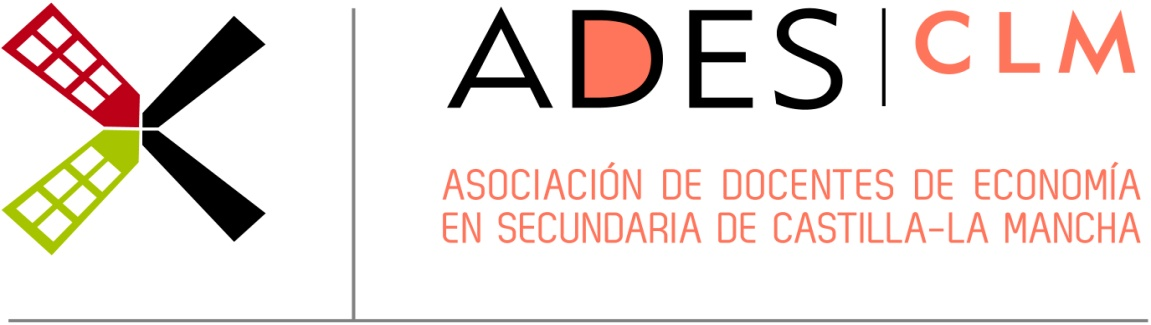 ADES | CLM
ASOCIACIÓN DE DOCENTES DE ECONOMÍA
EN SECUNDARIA DE CASTILLA-LA MANCHA